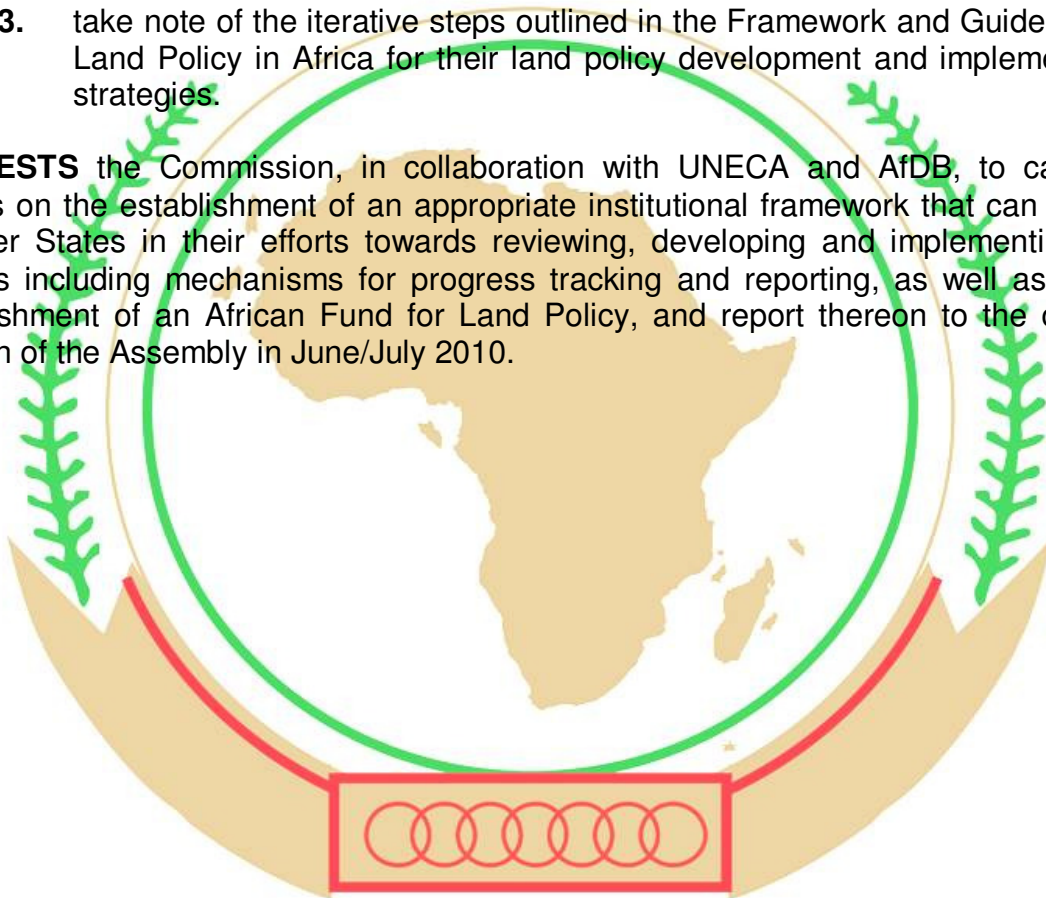 3. take note of the iterative steps outlined in the Framework and Guide
Land Policy in Africa for their land policy development and impleme
strategies.
ESTS the Commission, in collaboration with UNECA and AfDB, to ca
s on the establishment of an appropriate institutional framework that can
er States in their efforts towards reviewing, developing and implementi
s including mechanisms for progress tracking and reporting, as well as
shment of an African Fund for Land Policy, and report thereon to the o
n of the Assembly in June/July 2010.